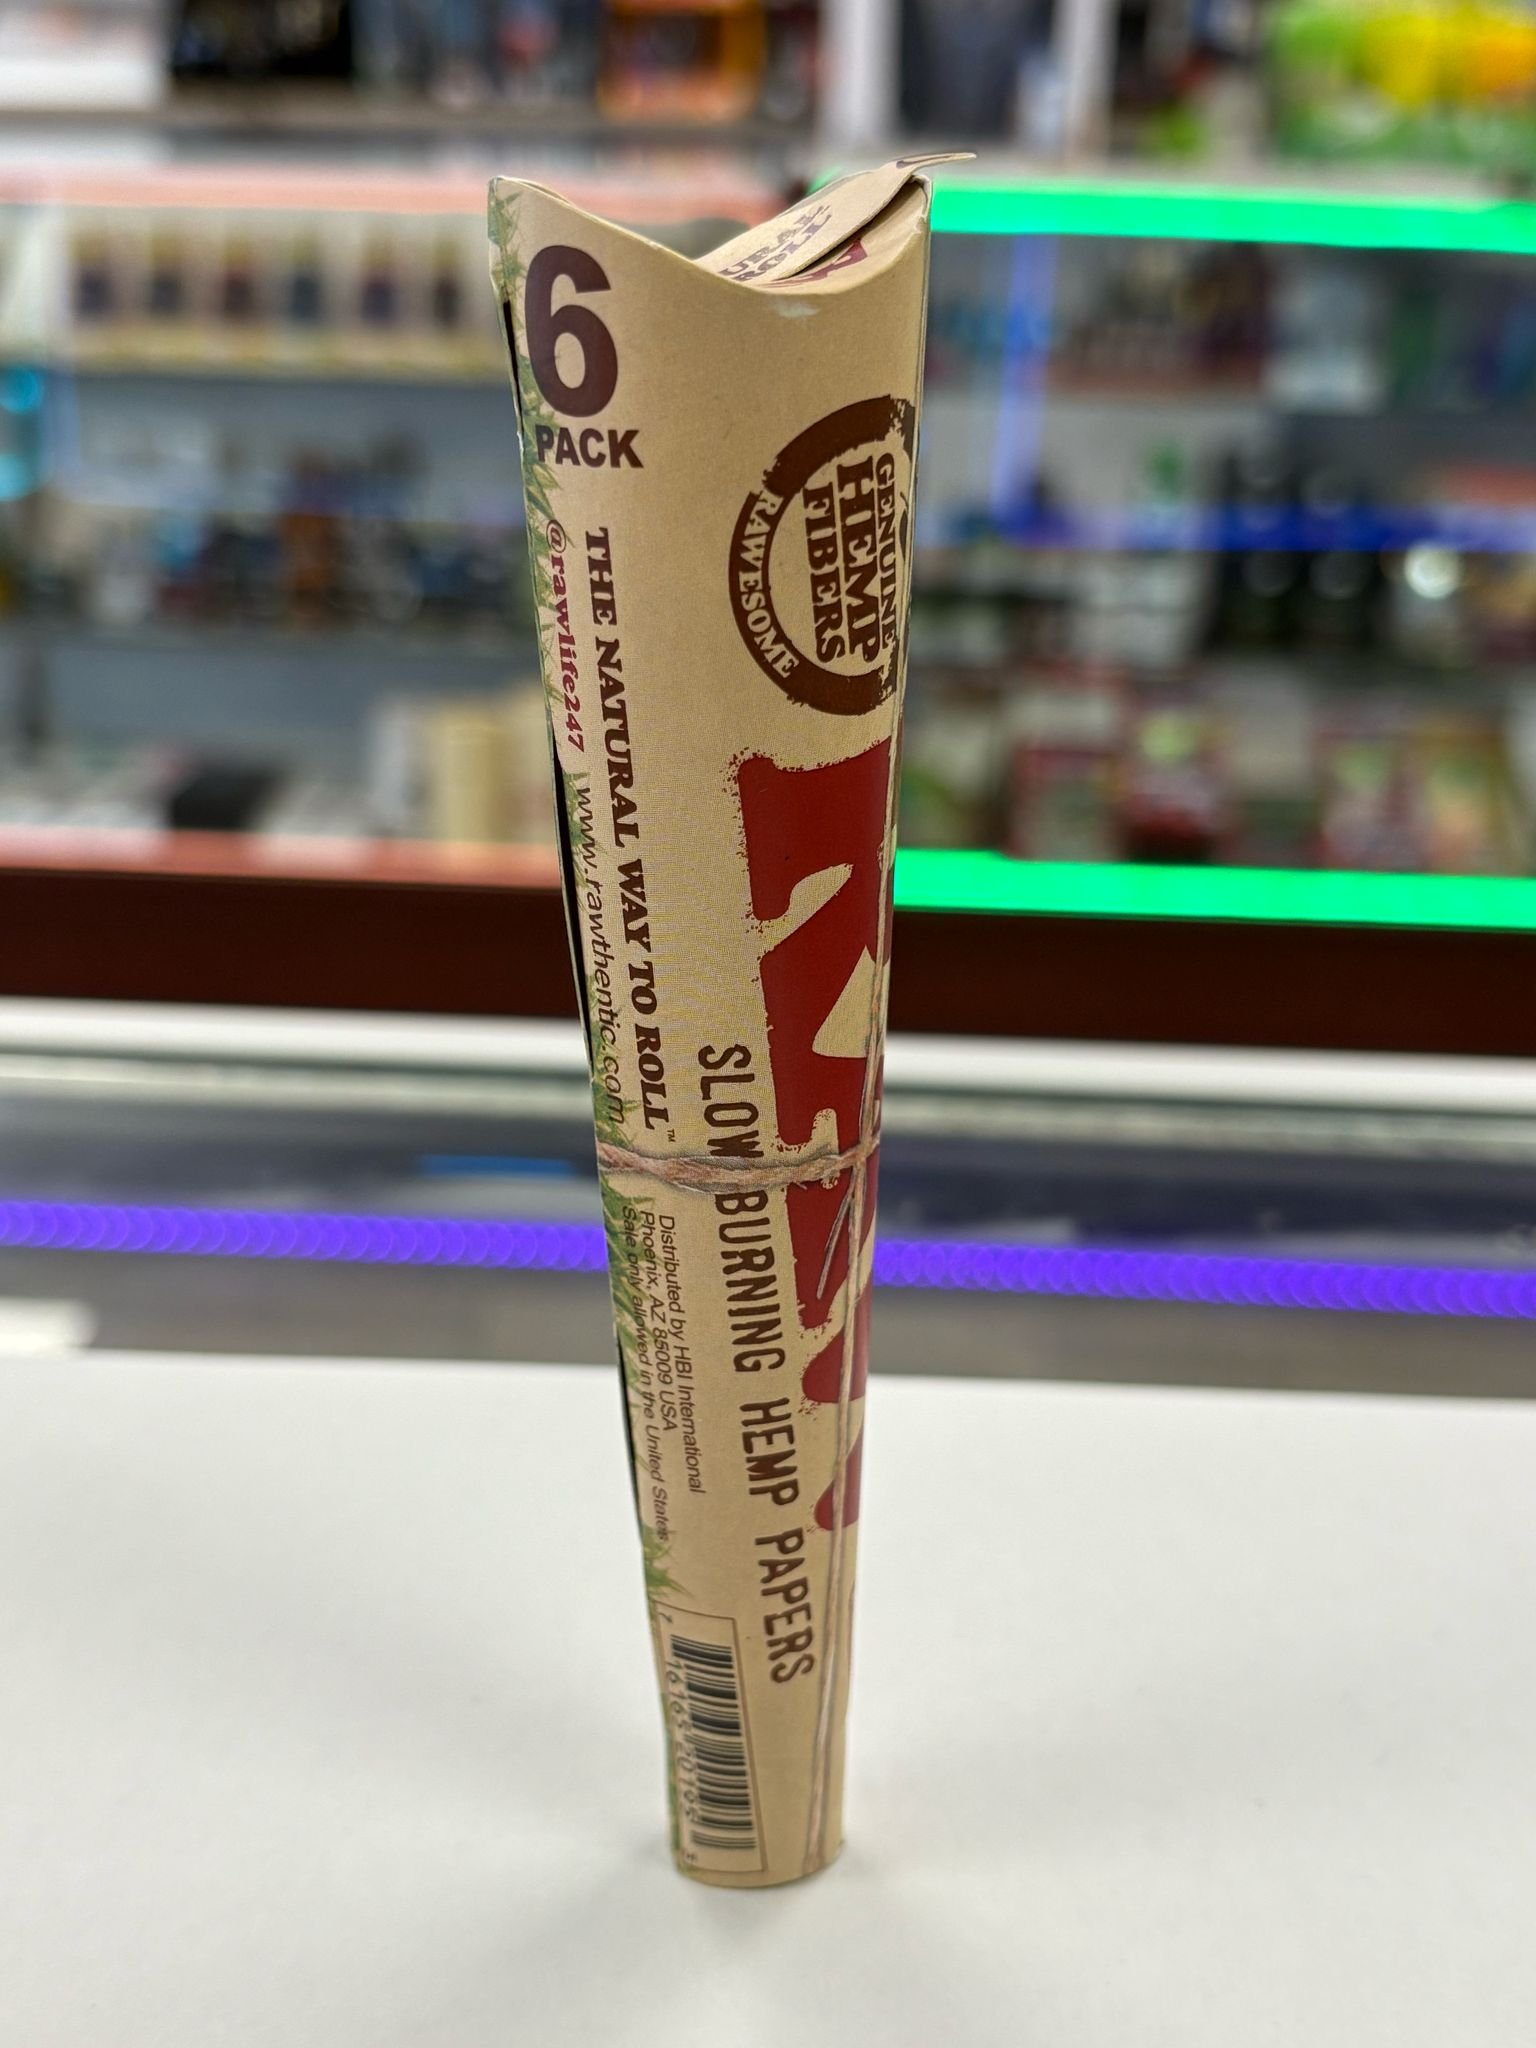 6
PACK
@rawlife247
www.rawthentic.com
THE NATURAL WAY TO ROLL™
GENUINE
HEMP
FIBERS
RAWESOME
SLOW BURNING HEMP PAPERS
Distributed by HBI International
Phoenix, AZ 85009 USA
Sale only allowed in the United States